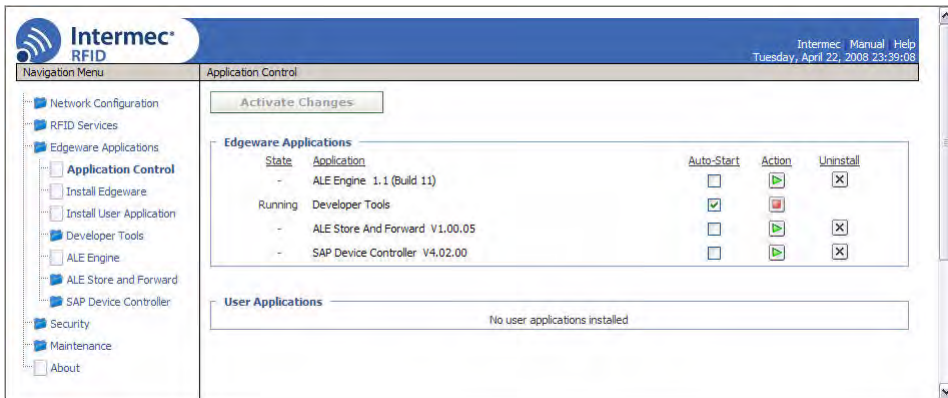 Intermec
RFID
Intermec Manual Help
Tuesday, April 22, 2008 23:39:08
Navigation Menu
Application Control
Network Configuration
RFID Services
Edgeware Applications
Application Control
Install Edgeware
Install User Application
Developer Tools
ALE Engine
ALE Store and Forward
SAP Device Controller
Security
Maintenance
About
Activate Changes
Edgeware Applications
State Application Auto-Start Action Uninstall
- ALE Engine 1.1 (Build 11)
Running Developer Tools
- ALE Store And Forward V1.00.05
- SAP Device Controller V4.02.00
User Applications
No user applications installed